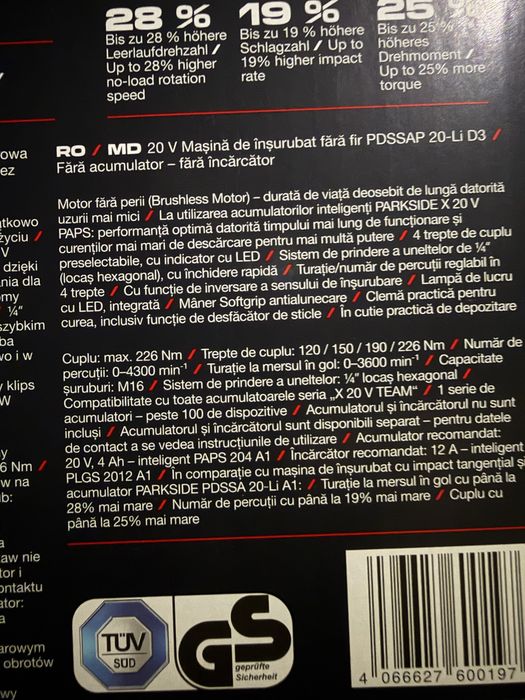 28 %
Bis zu 28 % höhere
Leerlaufdrehzahl /
Up to 28% higher
no-load rotation
speed
19 %
Bis zu 19 % höhere
Schlagzahl / Up to
19% higher impact
rate
25 %
Bis zu 25 %
höheres
Drehmoment /
Up to 25% more
torque
RO / MD 20 V Mașină de înșurubat fără fir PDSSAP 20-Li D3 /
Fără acumulator – fără încărcător
Motor fără perii (Brushless Motor) – durată de viață deosebit de lungă datorită
uzurii mai mici / La utilizarea acumulatorilor inteligenți PARKSIDE X 20 V
PAPS: performanță optimă datorită timpului mai lung de funcționare și
curenților mai mari de descărcare pentru mai multă putere / 4 trepte de cuplu
preselectabile, cu indicator cu LED / Sistem de prindere a uneltelor de ¼"
(locaș hexagonal), cu închidere rapidă / Turație/număr de percuții reglabil în
4 trepte / Cu funcție de inversare a sensului de înșurubare / Lampă de lucru
cu LED, integrată / Mâner Softgrip antialunecare / Clemă practică pentru
curea, inclusiv funcție de desfăcător de sticle / În cutie practică de depozitare
Cuplu: max. 226 Nm / Trepte de cuplu: 120 / 150 / 190 / 226 Nm / Număr de
percuții: 0–4300 min⁻¹ / Turație la mersul în gol: 0–3600 min⁻¹ / Capacitate
șuruburi: M16 / Sistem de prindere a uneltelor: ¼" locaș hexagonal /
Compatibilitate cu toate acumulatoarele seria „X 20 V TEAM“ / 1 serie de
acumulatori – peste 100 de dispozitive / Acumulatorul și încărcătorul nu sunt
incluși / Acumulatorul și încărcătorul sunt disponibili separat – pentru datele
de contact a se vedea instrucțiunile de utilizare / Acumulator recomandat:
20 V, 4 Ah – inteligent PAPS 204 A1 / Încărcător recomandat: 12 A – inteligent
PLGS 2012 A1 / În comparație cu mașina de înșurubat cu impact tangențial și
acumulator PARKSIDE PDSSA 20-Li A1: / Turație la mersul în gol cu până la
28% mai mare / Număr de percuții cu până la 19% mai mare / Cuplu cu
până la 25% mai mare
TÜV
SÜD
GS
geprüfte
Sicherheit
4 066627 600197